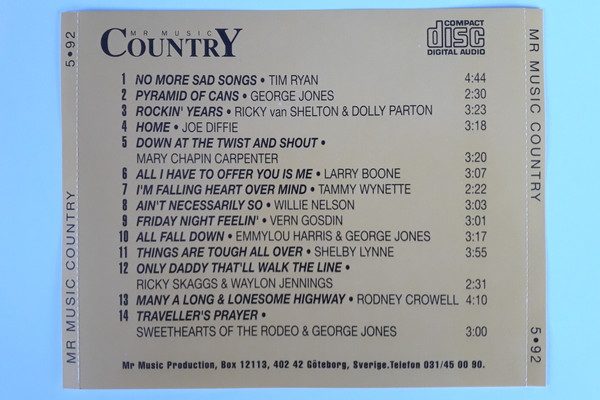 MR MUSIC
COUNTRY
COMPACT
disc
DIGITAL AUDIO
1 NO MORE SAD SONGS • TIM RYAN 4:44
2 PYRAMID OF CANS • GEORGE JONES 2:30
3 ROCKIN' YEARS • RICKY van SHELTON & DOLLY PARTON 3:23
4 HOME • JOE DIFFIE 3:18
5 DOWN AT THE TWIST AND SHOUT •
MARY CHAPIN CARPENTER 3:20
6 ALL I HAVE TO OFFER YOU IS ME • LARRY BOONE 3:07
7 I'M FALLING HEART OVER MIND • TAMMY WYNETTE 2:22
8 AIN'T NECESSARILY SO • WILLIE NELSON 3:03
9 FRIDAY NIGHT FEELIN' • VERN GOSDIN 3:01
10 ALL FALL DOWN • EMMYLOU HARRIS & GEORGE JONES 3:17
11 THINGS ARE TOUGH ALL OVER • SHELBY LYNNE 3:55
12 ONLY DADDY THAT'LL WALK THE LINE •
RICKY SKAGGS & WAYLON JENNINGS 2:31
13 MANY A LONG & LONESOME HIGHWAY • RODNEY CROWELL 4:10
14 TRAVELLER'S PRAYER •
SWEETHEARTS OF THE RODEO & GEORGE JONES 3:00
Mr Music Production, Box 12113, 402 42 Göteborg, Sverige.Telefon 031/45 00 90.
MR MUSIC COUNTRY 5•92
MR MUSIC COUNTRY 5•92